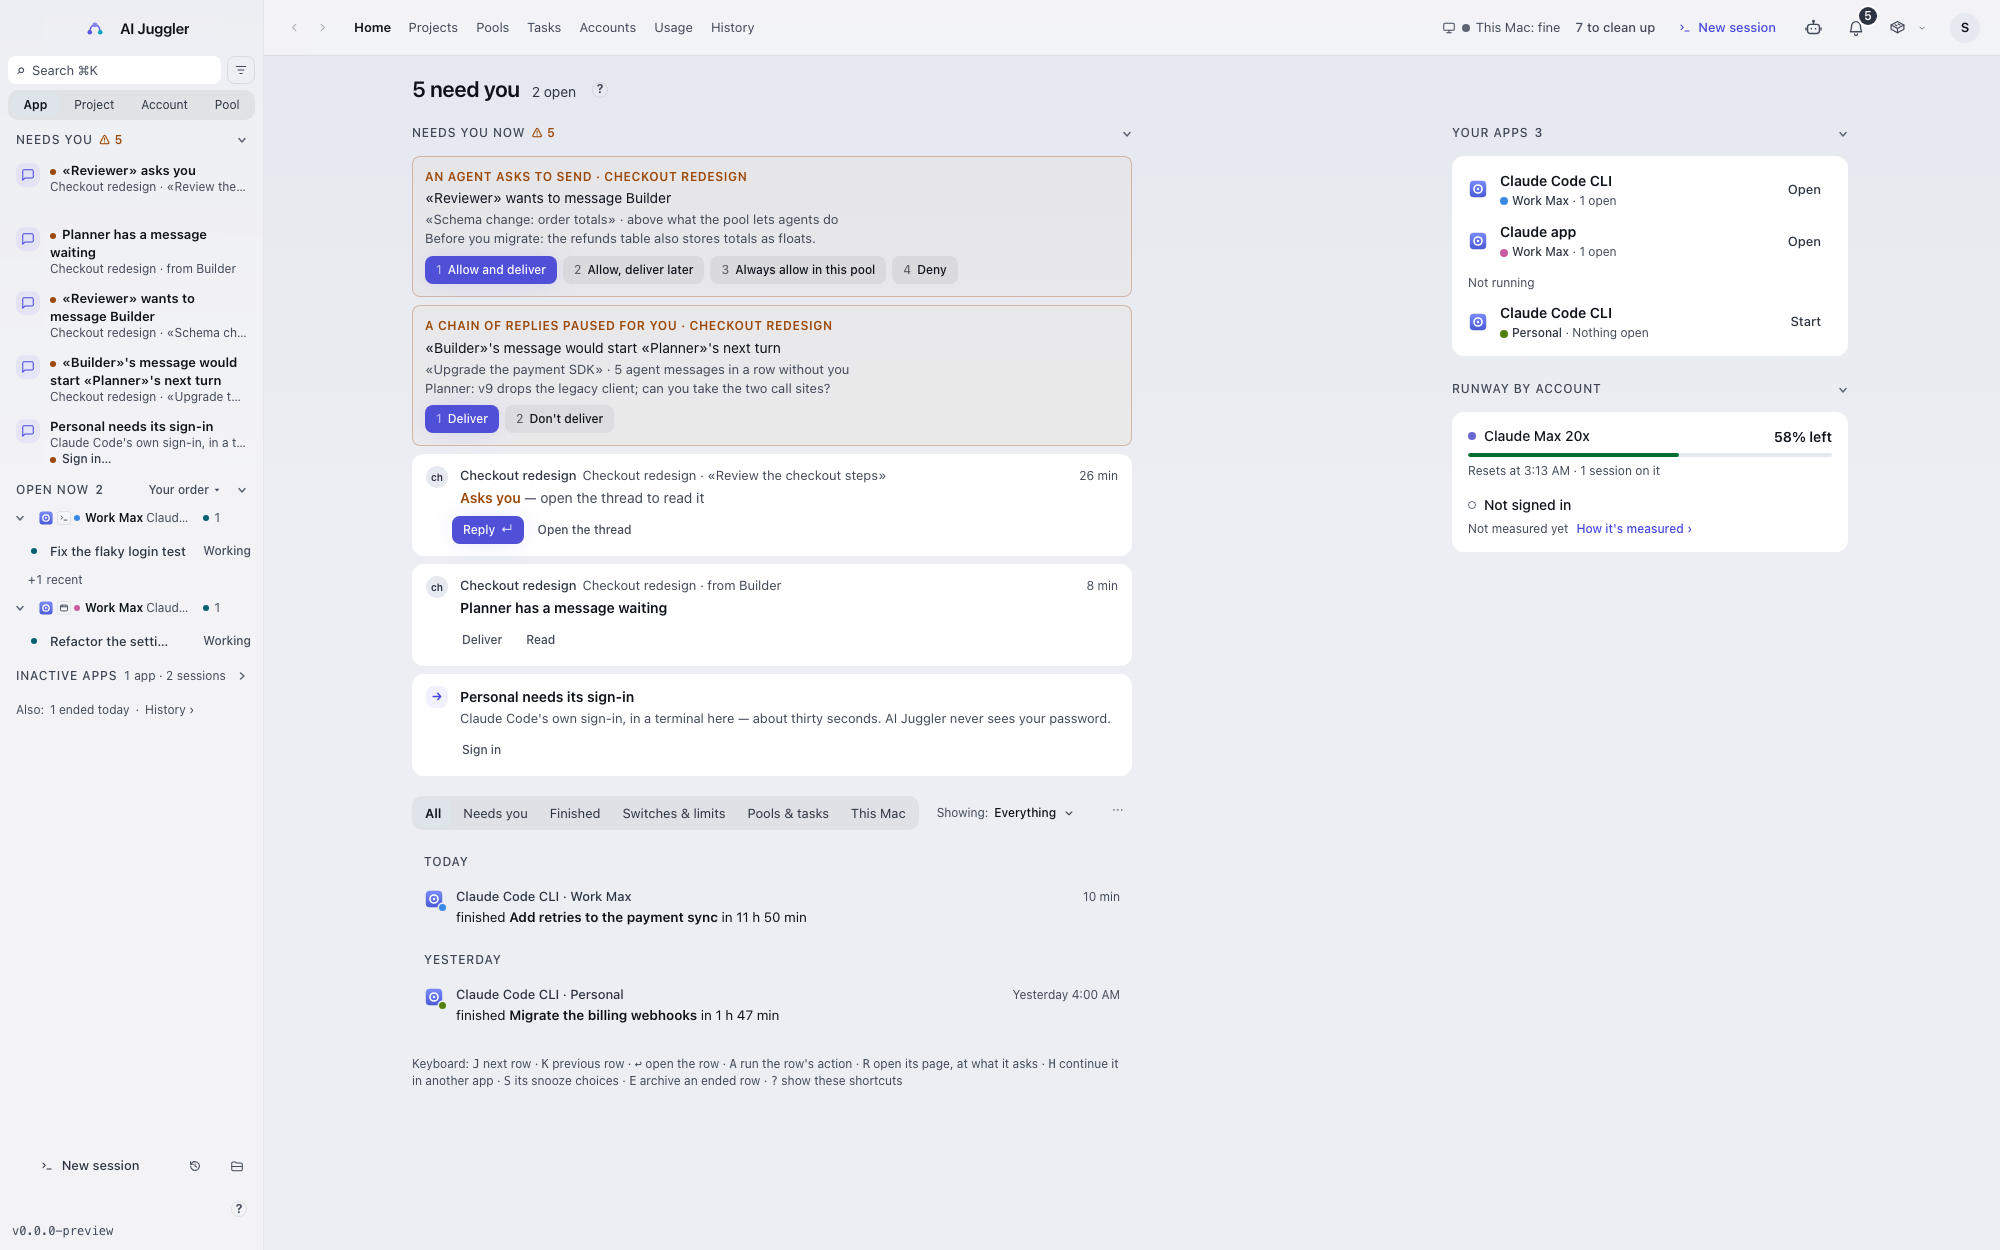 AI Juggler
Search ⌘K
App Project Account Pool
NEEDS YOU 5
«Reviewer» asks you
Checkout redesign · «Review the…
Planner has a message
waiting
Checkout redesign · from Builder
«Reviewer» wants to
message Builder
Checkout redesign · «Schema ch…
«Builder»'s message would
start «Planner»'s next turn
Checkout redesign · «Upgrade t…
Personal needs its sign-in
Claude Code's own sign-in, in a t…
Sign in…
OPEN NOW 2 Your order
Work Max Claud… 1
Fix the flaky login test Working
+1 recent
Work Max Claud… 1
Refactor the setti… Working
INACTIVE APPS 1 app · 2 sessions
Also: 1 ended today · History ›
New session
?
v0.0.0-preview
Home Projects Pools Tasks Accounts Usage History
This Mac: fine 7 to clean up New session 5 S
5 need you 2 open ?
NEEDS YOU NOW 5
AN AGENT ASKS TO SEND · CHECKOUT REDESIGN
«Reviewer» wants to message Builder
«Schema change: order totals» · above what the pool lets agents do
Before you migrate: the refunds table also stores totals as floats.
1 Allow and deliver 2 Allow, deliver later 3 Always allow in this pool 4 Deny
A CHAIN OF REPLIES PAUSED FOR YOU · CHECKOUT REDESIGN
«Builder»'s message would start «Planner»'s next turn
«Upgrade the payment SDK» · 5 agent messages in a row without you
Planner: v9 drops the legacy client; can you take the two call sites?
1 Deliver 2 Don't deliver
ch Checkout redesign Checkout redesign · «Review the checkout steps» 26 min
Asks you — open the thread to read it
Reply ↵ Open the thread
ch Checkout redesign Checkout redesign · from Builder 8 min
Planner has a message waiting
Deliver Read
Personal needs its sign-in
Claude Code's own sign-in, in a terminal here — about thirty seconds. AI Juggler never sees your password.
Sign in
All Needs you Finished Switches & limits Pools & tasks This Mac Showing: Everything ···
TODAY
Claude Code CLI · Work Max 10 min
finished Add retries to the payment sync in 11 h 50 min
YESTERDAY
Claude Code CLI · Personal Yesterday 4:00 AM
finished Migrate the billing webhooks in 1 h 47 min
Keyboard: J next row · K previous row · ↩ open the row · A run the row's action · R open its page, at what it asks · H continue it
in another app · S its snooze choices · E archive an ended row · ? show these shortcuts
YOUR APPS 3
Claude Code CLI Open
Work Max · 1 open
Claude app Open
Work Max · 1 open
Not running
Claude Code CLI Start
Personal · Nothing open
RUNWAY BY ACCOUNT
Claude Max 20x 58% left
Resets at 3:13 AM · 1 session on it
Not signed in
Not measured yet How it's measured ›